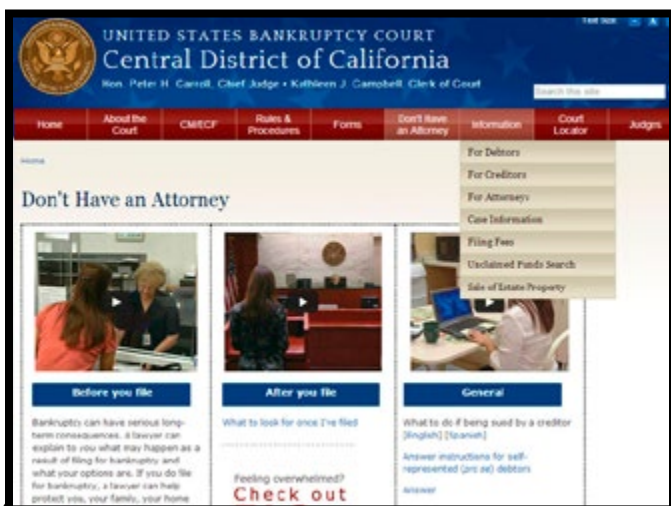 Text Size - A
UNITED STATES BANKRUPTCY COURT
Central District of California
Hon. Peter H. Carroll, Chief Judge • Kathleen J. Campbell, Clerk of Court
Search this site
Home
About the
Court
CM/ECF
Rules &
Procedures
Forms
Don't Have
an Attorney
Information
Court
Locator
Judges
For Debtors
For Creditors
For Attorneys
Case Information
Filing Fees
Unclaimed Funds Search
Sale of Estate Property
Home
Don't Have an Attorney
Before you file
Bankruptcy can have serious long-
term consequences. A lawyer can
explain to you what may happen as a
result of filing for bankruptcy and
what your options are. If you do file
for bankruptcy, a lawyer can help
protect you, your family, your home
After you file
What to look for once I've filed
Feeling overwhelmed?
Check out
General
What to do if being sued by a creditor
[English] [Spanish]
Answer instructions for self-
represented (pro se) debtors
Answer